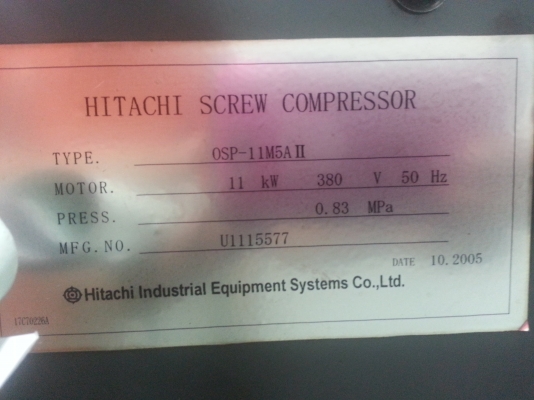 HITACHI SCREW COMPRESSOR
TYPE. OSP-11M5AⅡ
MOTOR. 11 kW 380 V 50 Hz
PRESS. 0.83 MPa
MFG.NO. U1115577
DATE 10.2005
Hitachi Industrial Equipment Systems Co.,Ltd.
17C70226A